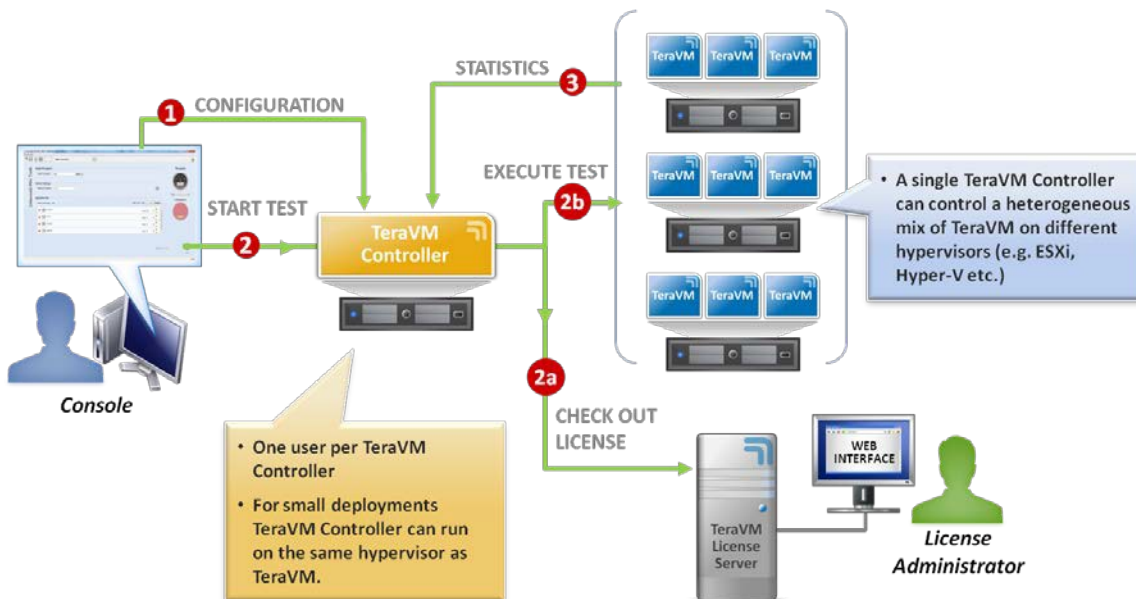 TeraVM TeraVM TeraVM
STATISTICS
3
1
CONFIGURATION
EXECUTE TEST
2b
TeraVM TeraVM TeraVM
• A single TeraVM Controller
can control a heterogeneous
mix of TeraVM on different
hypervisors (e.g. ESXi,
Hyper-V etc.)
START TEST
2
TeraVM
Controller
TeraVM TeraVM TeraVM
Console
2a
CHECK OUT
LICENSE
• One user per TeraVM
Controller
• For small deployments
TeraVM Controller can run
on the same hypervisor as
TeraVM.
WEB
INTERFACE
TeraVM
License
Server
License
Administrator